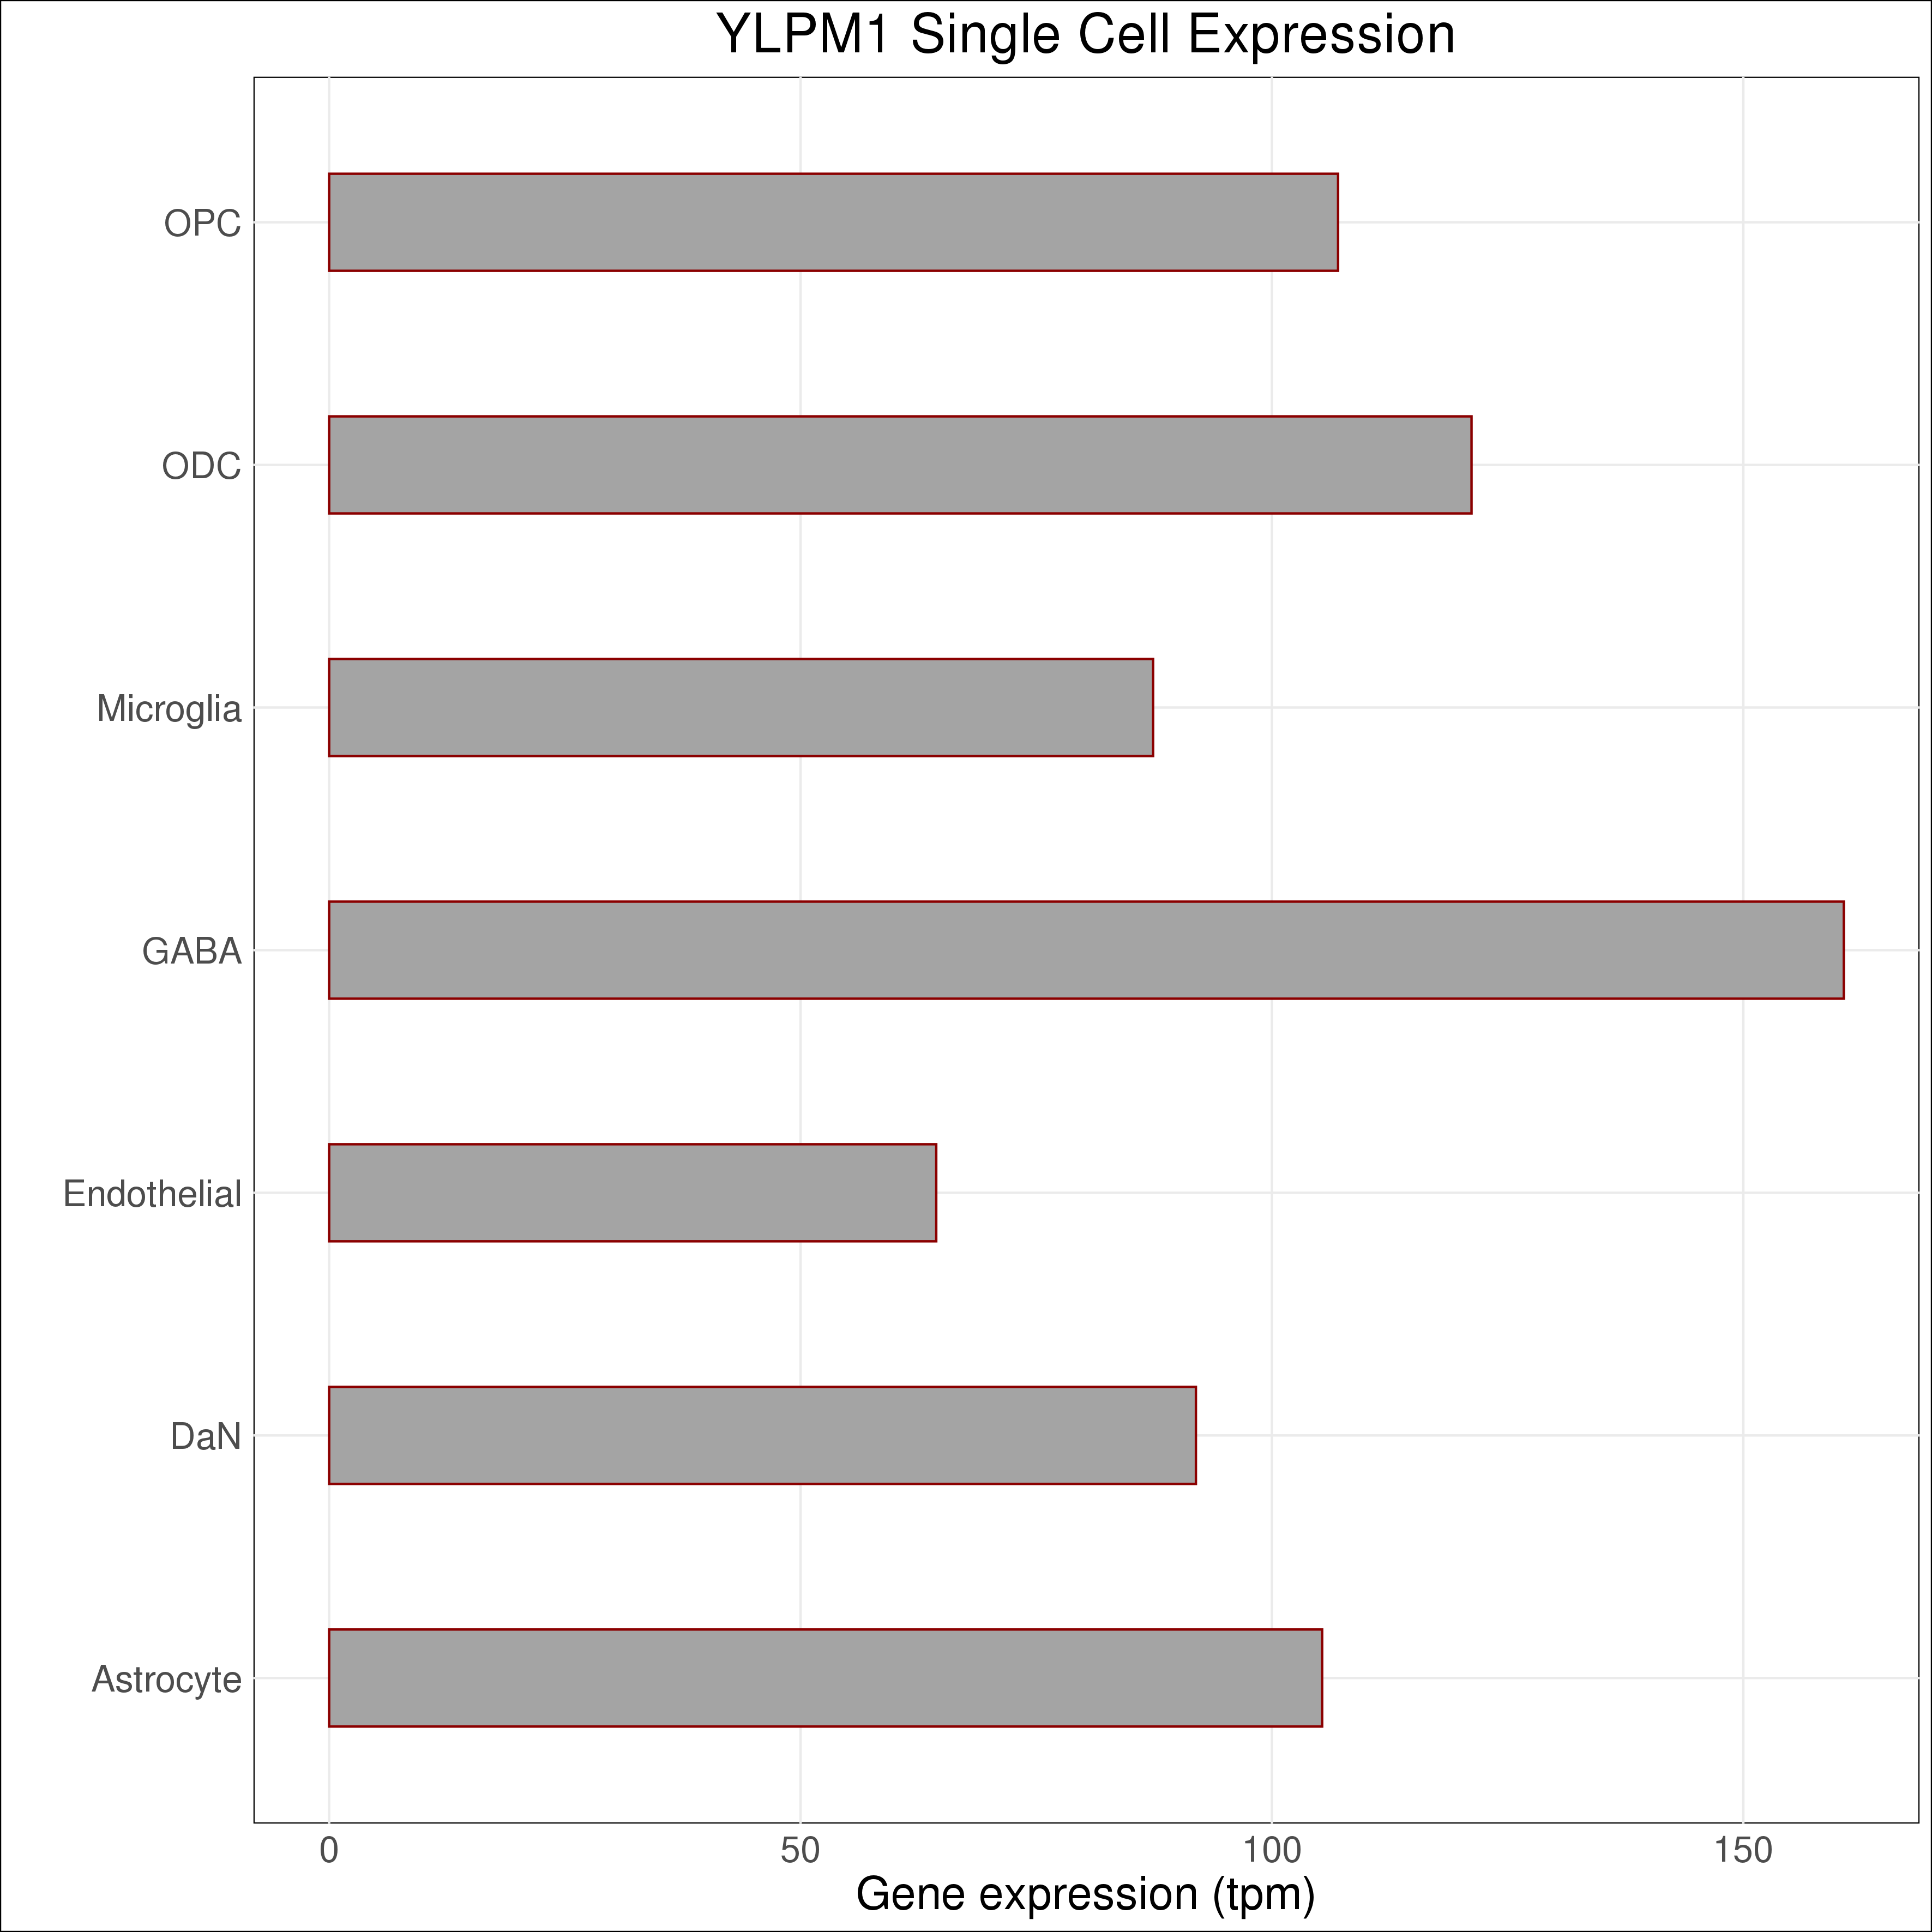 YLPM1 Single Cell Expression
OPC
ODC
Microglia
GABA
Endothelial
DaN
Astrocyte
0 50 100 150
Gene expression (tpm)